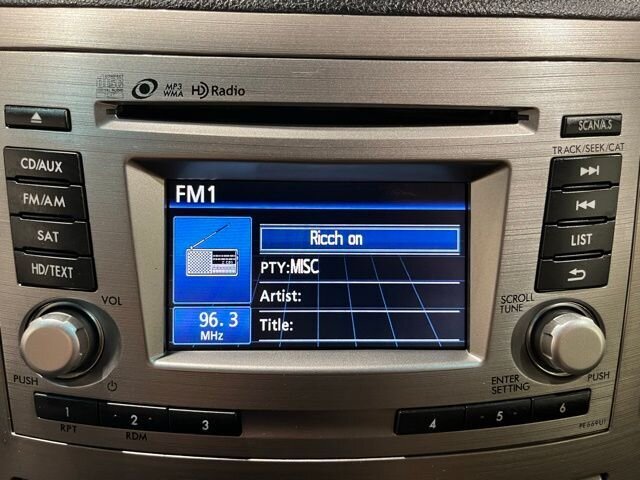 MP3
WMA
HD Radio
SCAN/A.S
TRACK/SEEK/CAT
CD/AUX
FM/AM
SAT
HD/TEXT
LIST
FM1
Ricch on
PTY:MISC
Artist:
Title:
96.3
MHz
VOL
PUSH
SCROLL
TUNE
ENTER
SETTING
PUSH
1
2
3
4
5
6
RPT
RDM
PE669U1